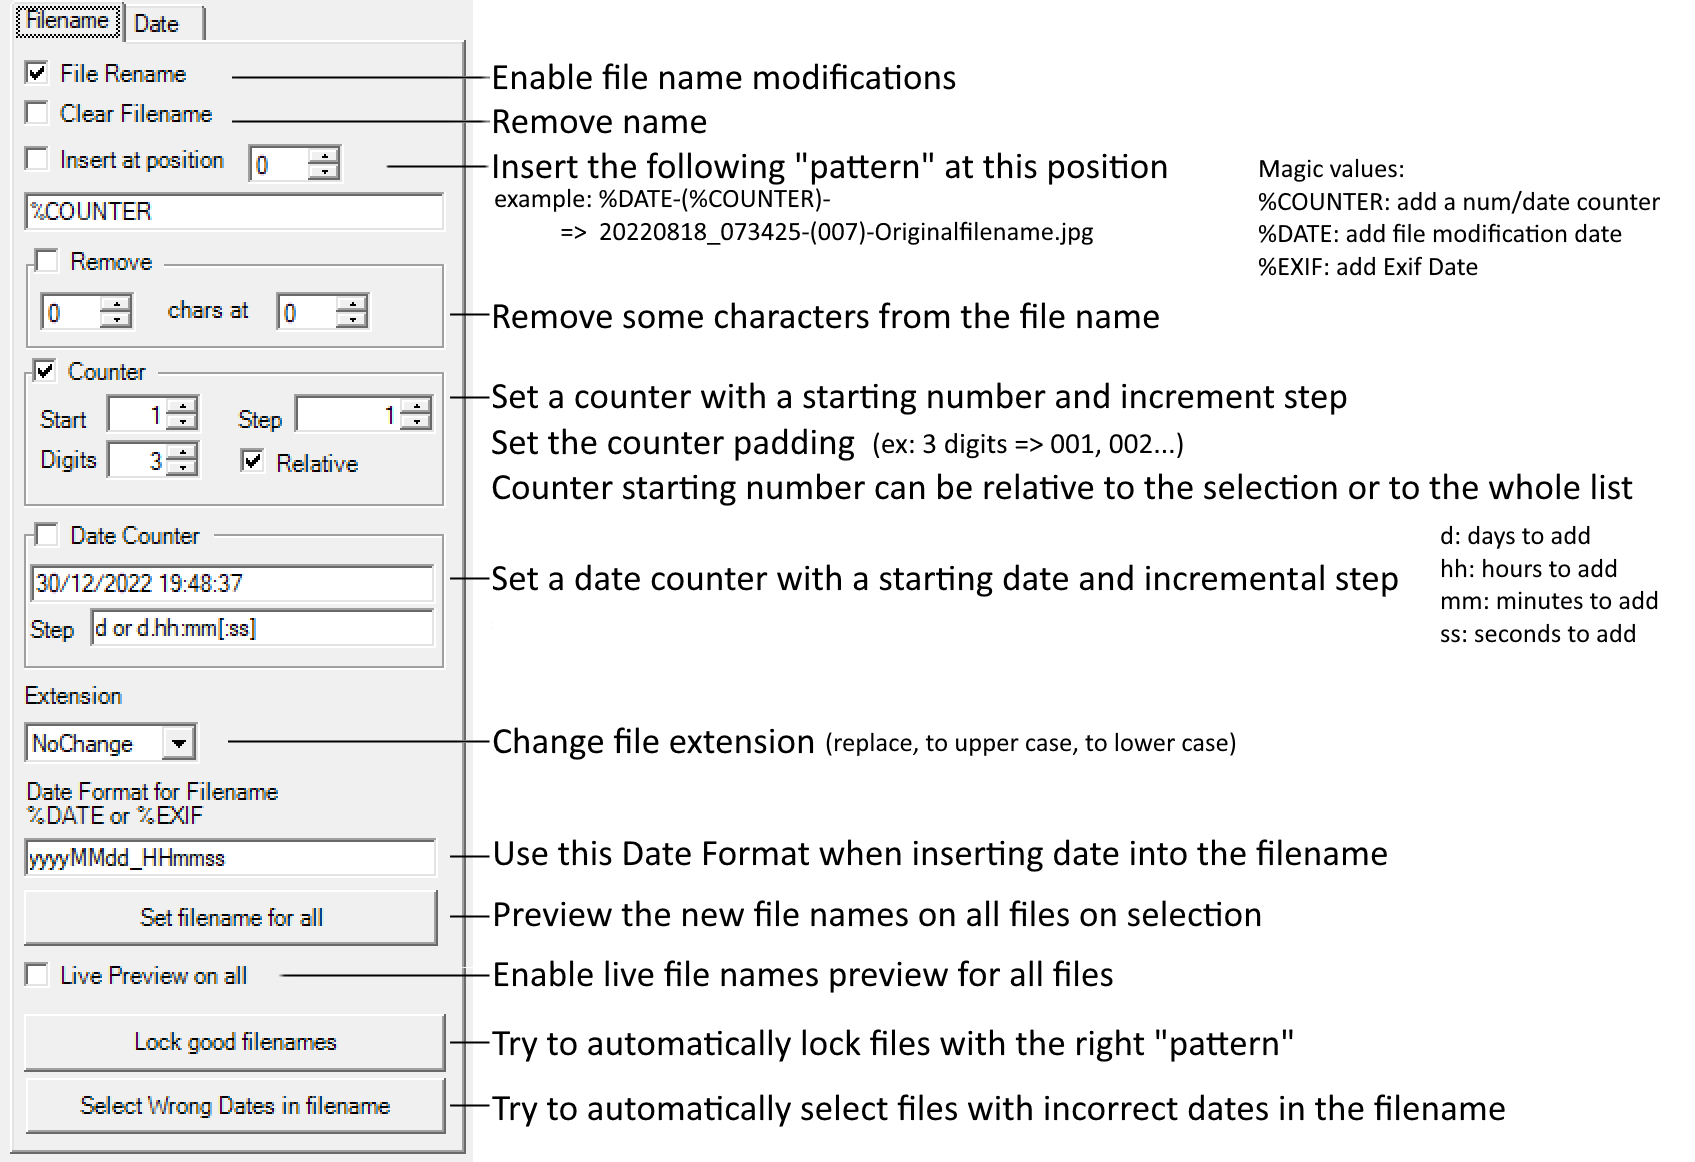 Filename Date
File Rename Enable file name modifications
Clear Filename Remove name
Insert at position 0 Insert the following "pattern" at this position
Magic values:
%COUNTER example: %DATE-(%COUNTER)-
%COUNTER: add a num/date counter
=> 20220818_073425-(007)-Originalfilename.jpg
%DATE: add file modification date
%EXIF: add Exif Date
Remove
0 chars at 0 Remove some characters from the file name
Counter
Start 1 Step 1 Set a counter with a starting number and increment step
Set the counter padding (ex: 3 digits => 001, 002...)
Digits 3 Relative
Counter starting number can be relative to the selection or to the whole list
Date Counter
30/12/2022 19:48:37 Set a date counter with a starting date and incremental step
d: days to add
hh: hours to add
mm: minutes to add
ss: seconds to add
Step d or d.hh:mm[:ss]
Extension
NoChange Change file extension (replace, to upper case, to lower case)
Date Format for Filename
%DATE or %EXIF
yyyyMMdd_HHmmss Use this Date Format when inserting date into the filename
Set filename for all Preview the new file names on all files on selection
Live Preview on all Enable live file names preview for all files
Lock good filenames Try to automatically lock files with the right "pattern"
Select Wrong Dates in filename Try to automatically select files with incorrect dates in the filename